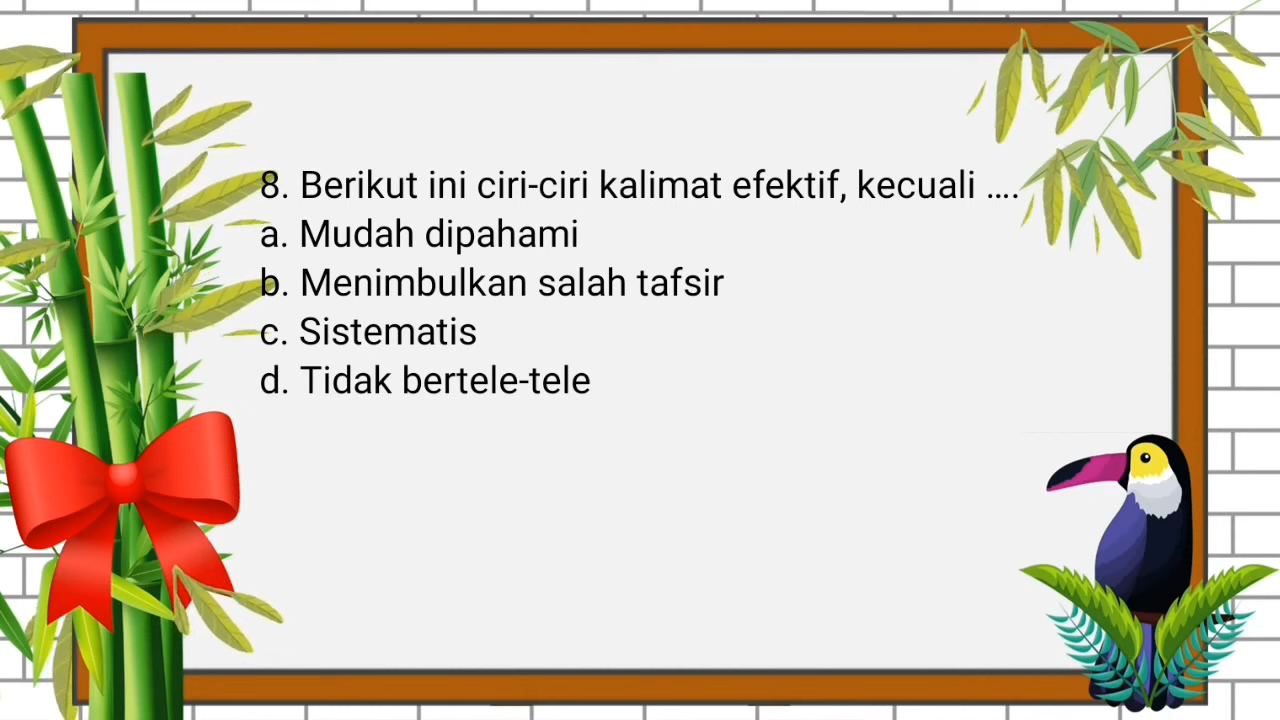 8. Berikut ini ciri-ciri kalimat efektif, kecuali ....
a. Mudah dipahami
b. Menimbulkan salah tafsir
c. Sistematis
d. Tidak bertele-tele